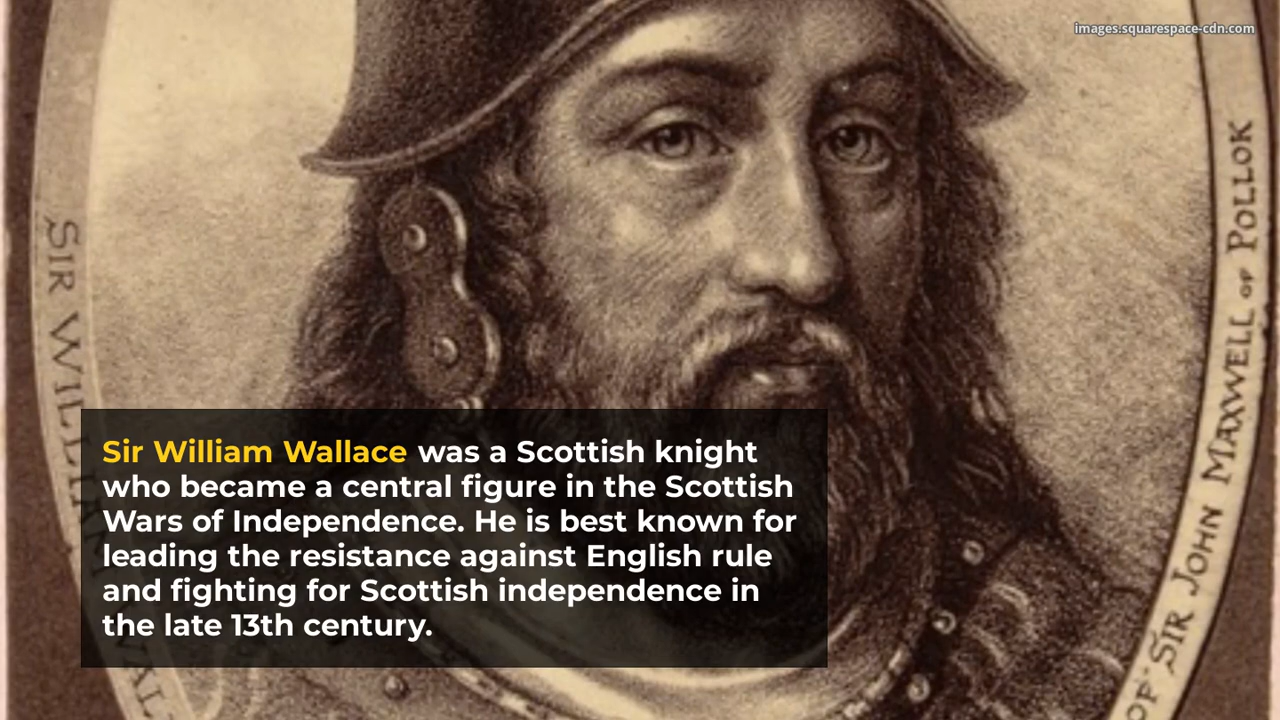 images.squarespace-cdn.com
SIR WILLIAM WAL
OF SIR JOHN MAXWELL OF POLLOK
Sir William Wallace was a Scottish knight
who became a central figure in the Scottish
Wars of Independence. He is best known for
leading the resistance against English rule
and fighting for Scottish independence in
the late 13th century.